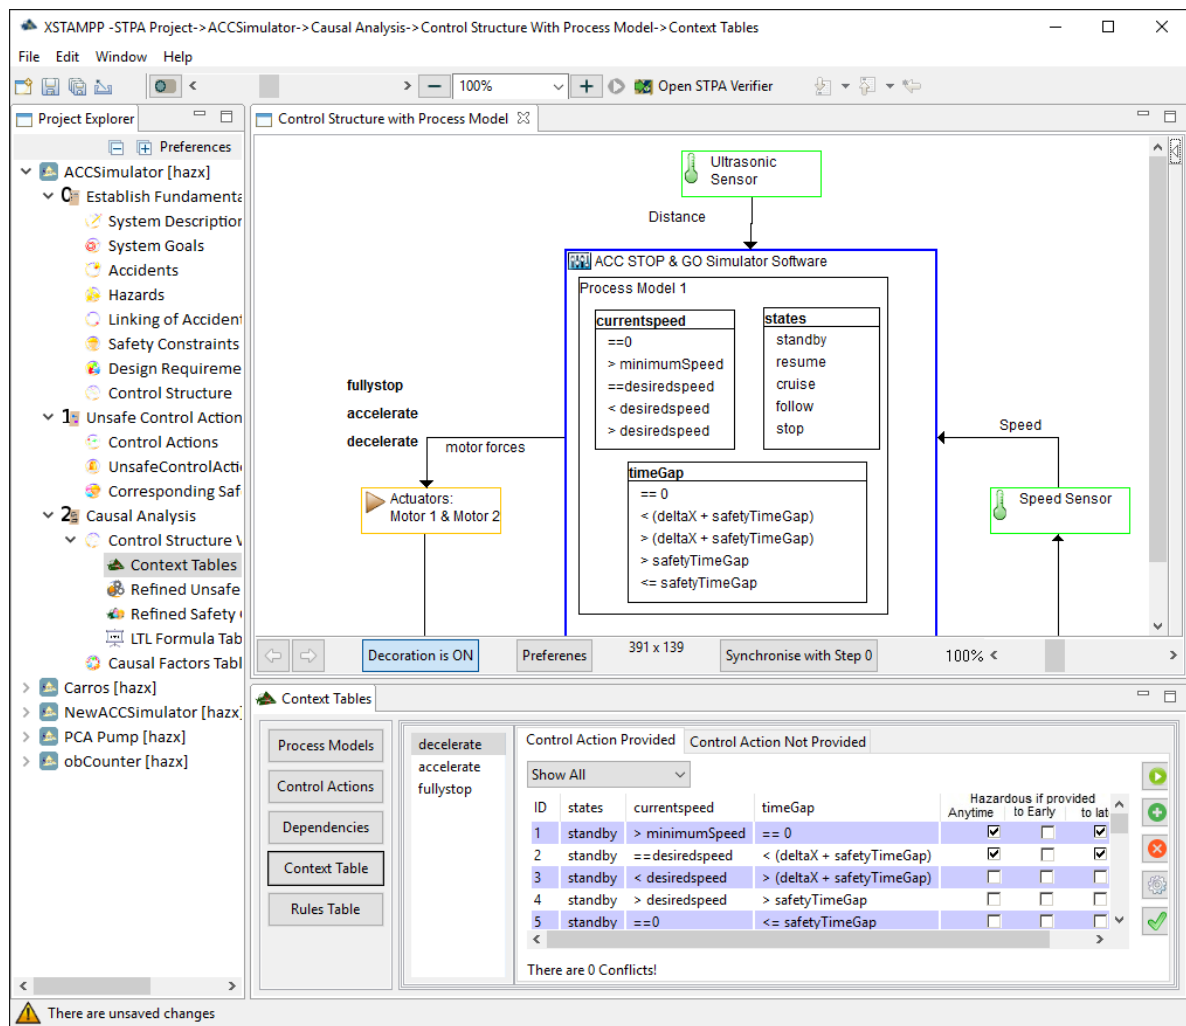 XSTAMPP -STPA Project->ACCSimulator->Causal Analysis->Control Structure With Process Model->Context Tables
File Edit Window Help
100% Open STPA Verifier
Project Explorer
Preferences
ACCSimulator [hazx]
0 Establish Fundamenta
System Description
System Goals
Accidents
Hazards
Linking of Accident
Safety Constraints
Design Requireme
Control Structure
1 Unsafe Control Action
Control Actions
UnsafeControlActi
Corresponding Saf
2 Causal Analysis
Control Structure W
Context Tables
Refined Unsafe
Refined Safety
LTL Formula Tab
Causal Factors Tabl
Carros [hazx]
NewACCSimulator [hazx]
PCA Pump [hazx]
obCounter [hazx]
Control Structure with Process Model
Ultrasonic
Sensor
Distance
ACC STOP & GO Simulator Software
Process Model 1
currentspeed
==0
> minimumSpeed
==desiredspeed
< desiredspeed
> desiredspeed
states
standby
resume
cruise
follow
stop
timeGap
== 0
< (deltaX + safetyTimeGap)
> (deltaX + safetyTimeGap)
> safetyTimeGap
<= safetyTimeGap
fullystop
accelerate
decelerate
motor forces
Actuators:
Motor 1 & Motor 2
Speed
Speed Sensor
Decoration is ON Preferenes 391 x 139 Synchronise with Step 0 100%
Context Tables
Process Models
Control Actions
Dependencies
Context Table
Rules Table
decelerate
accelerate
fullystop
Control Action Provided Control Action Not Provided
Show All
Hazardous if provided
ID states currentspeed timeGap Anytime to Early to lat
1 standby > minimumSpeed == 0
2 standby ==desiredspeed < (deltaX + safetyTimeGap)
3 standby < desiredspeed > (deltaX + safetyTimeGap)
4 standby > desiredspeed > safetyTimeGap
5 standby ==0 <= safetyTimeGap
There are 0 Conflicts!
There are unsaved changes